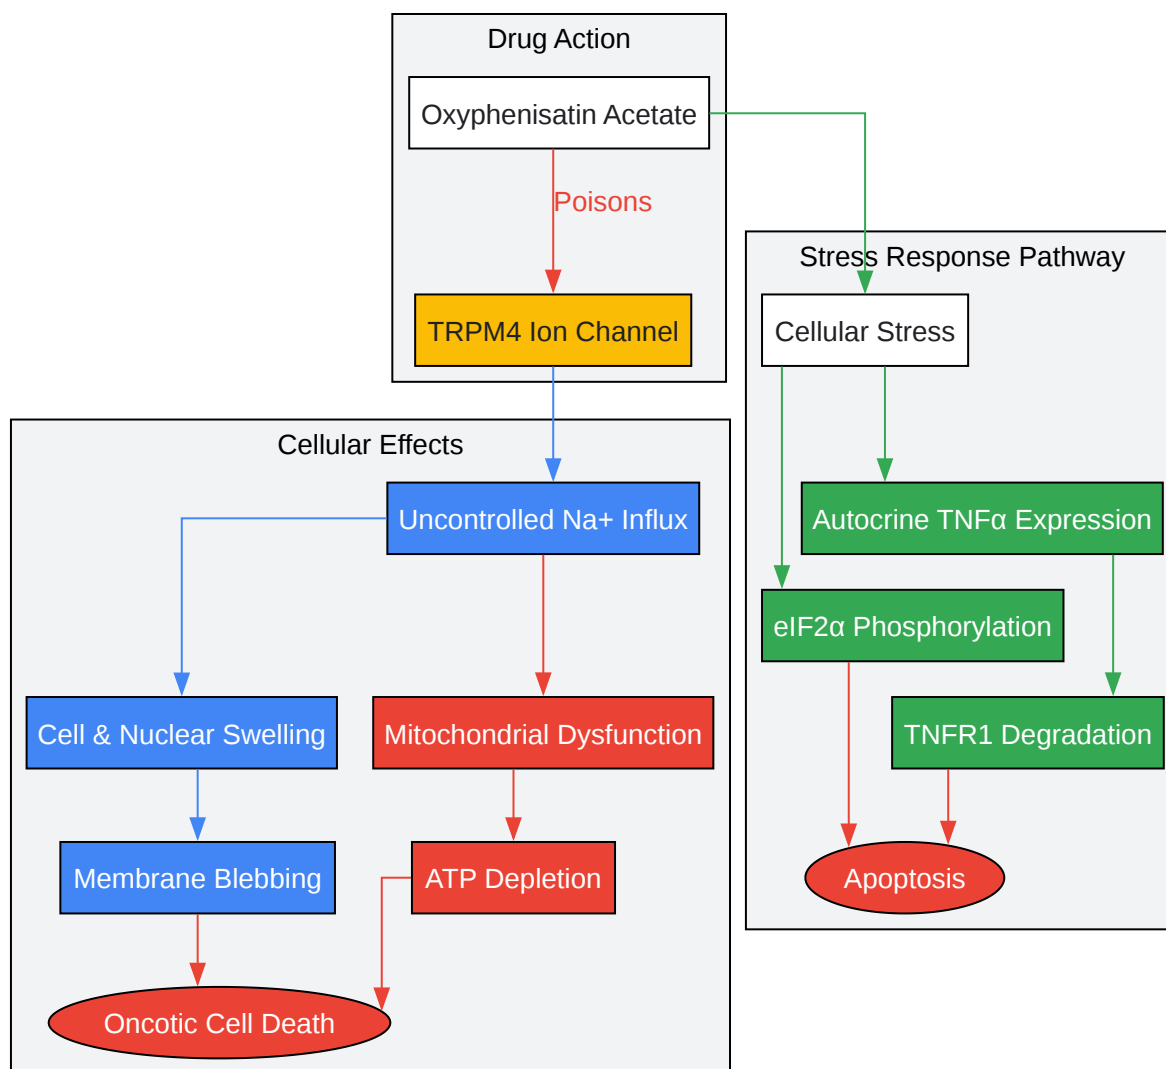 Drug Action
Oxyphenisatin Acetate
Poisons
TRPM4 Ion Channel
Stress Response Pathway
Cellular Stress
Autocrine TNFα Expression
eIF2α Phosphorylation
TNFR1 Degradation
Apoptosis
Cellular Effects
Uncontrolled Na+ Influx
Cell & Nuclear Swelling
Mitochondrial Dysfunction
Membrane Blebbing
ATP Depletion
Oncotic Cell Death